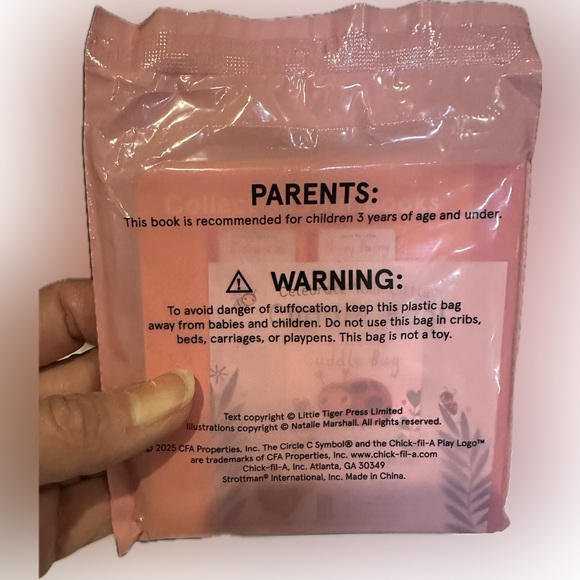 PARENTS:
This book is recommended for children 3 years of age and under.
⚠ WARNING:
To avoid danger of suffocation, keep this plastic bag
away from babies and children. Do not use this bag in cribs,
beds, carriages, or playpens. This bag is not a toy.
Cuddle Bug
Text copyright © Little Tiger Press Limited
Illustrations copyright © Natalie Marshall. All rights reserved.
© 2025 CFA Properties, Inc. The Circle C Symbol® and the Chick-fil-A Play Logo™
are trademarks of CFA Properties, Inc. www.chick-fil-a.com
Chick-fil-A, Inc. Atlanta, GA 30349
Strottman® International, Inc. Made in China.